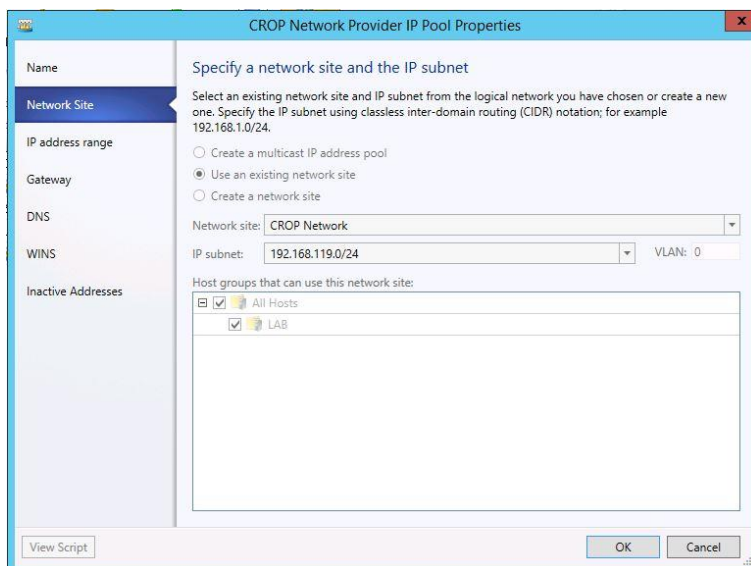 CROP Network Provider IP Pool Properties
x
Name
Network Site
IP address range
Gateway
DNS
WINS
Inactive Addresses
Specify a network site and the IP subnet
Select an existing network site and IP subnet from the logical network you have chosen or create a new
one. Specify the IP subnet using classless inter-domain routing (CIDR) notation; for example
192.168.1.0/24.
Create a multicast IP address pool
Use an existing network site
Create a network site
Network site: CROP Network
IP subnet: 192.168.119.0/24 VLAN: 0
Host groups that can use this network site:
All Hosts
LAB
View Script OK Cancel